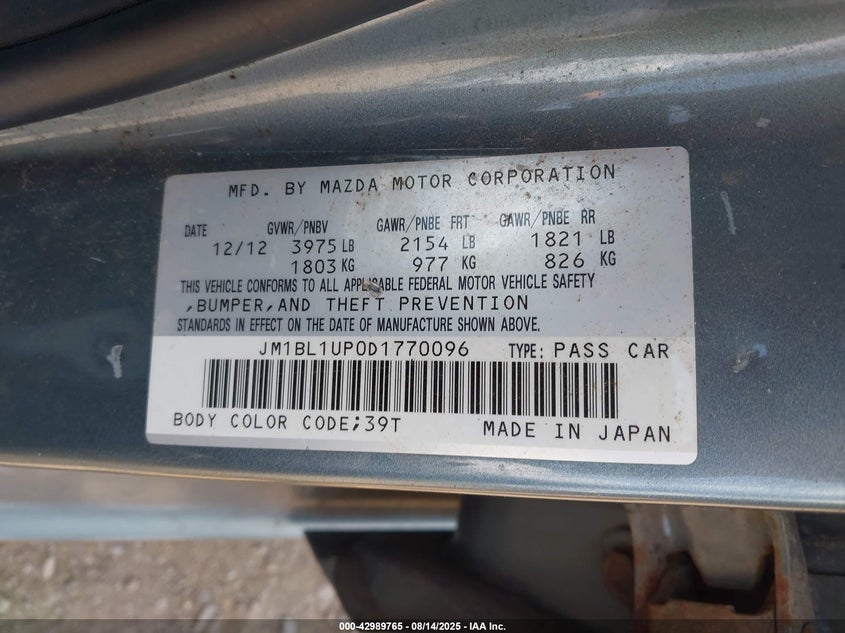 MFD. BY MAZDA MOTOR CORPORATION
DATE GVWR/PNBV GAWR/PNBE FRT GAWR/PNBE RR
12/12 3975 LB 2154 LB 1821 LB
1803 KG 977 KG 826 KG
THIS VEHICLE CONFORMS TO ALL APPLICABLE FEDERAL MOTOR VEHICLE SAFETY
,BUMPER,AND THEFT PREVENTION
STANDARDS IN EFFECT ON THE DATE OF MANUFACTURE SHOWN ABOVE.
JM1BL1UP0D1770096 TYPE: PASS CAR
BODY COLOR CODE;39T MADE IN JAPAN
000-42989765 - 08/14/2025 - IAA Inc.